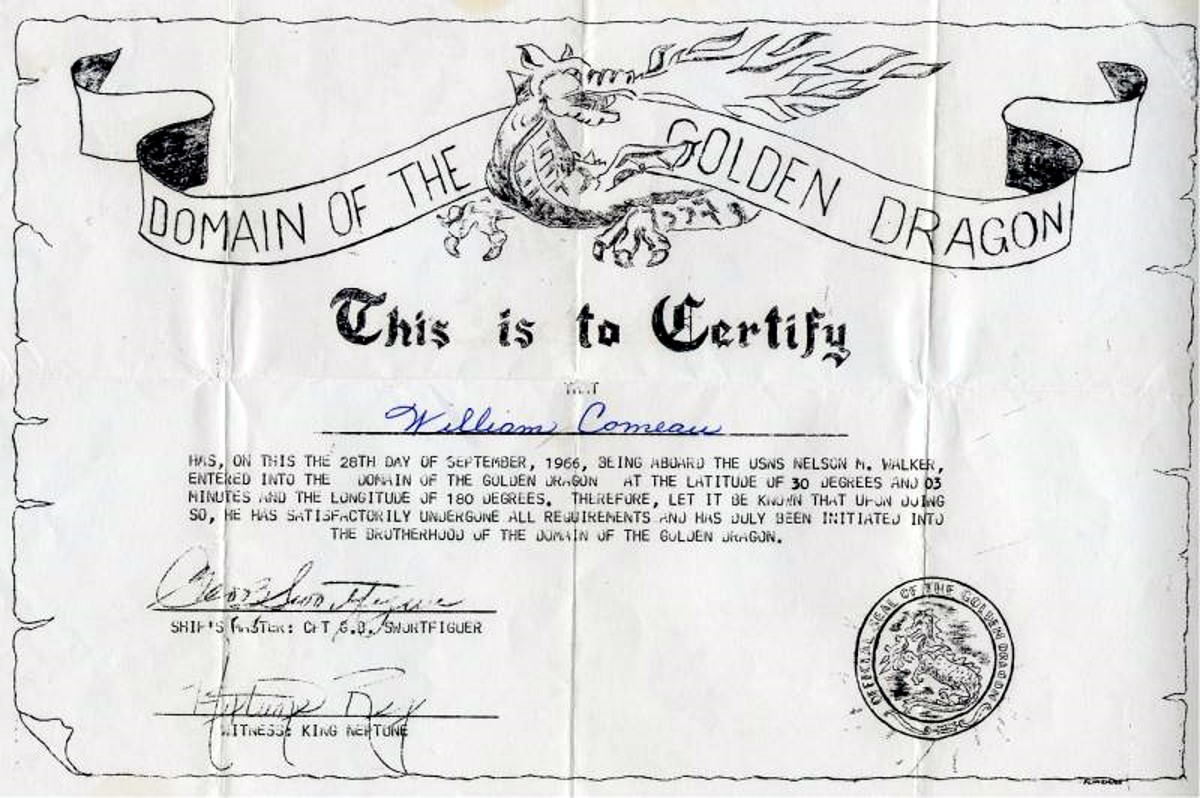 DOMAIN OF THE GOLDEN DRAGON
This is to Certify
THAT
William Comeau
HAS, ON THIS THE 28TH DAY OF SEPTEMBER, 1966, BEING ABOARD THE USNS NELSON M. WALKER,
ENTERED INTO THE DOMAIN OF THE GOLDEN DRAGON AT THE LATITUDE OF 30 DEGREES AND 03
MINUTES AND THE LONGITUDE OF 180 DEGREES. THEREFORE, LET IT BE KNOWN THAT UPON DOING
SO, HE HAS SATISFACTORILY UNDERGONE ALL REQUIREMENTS AND HAS DULY BEEN INITIATED INTO
THE BROTHERHOOD OF THE DOMAIN OF THE GOLDEN DRAGON.
SHIP'S MASTER: CPT G.B. SWORTFIGUER
Neptune Rex
WITNESS: KING NEPTUNE
OFFICIAL SEAL OF THE GOLDEN DRAGON